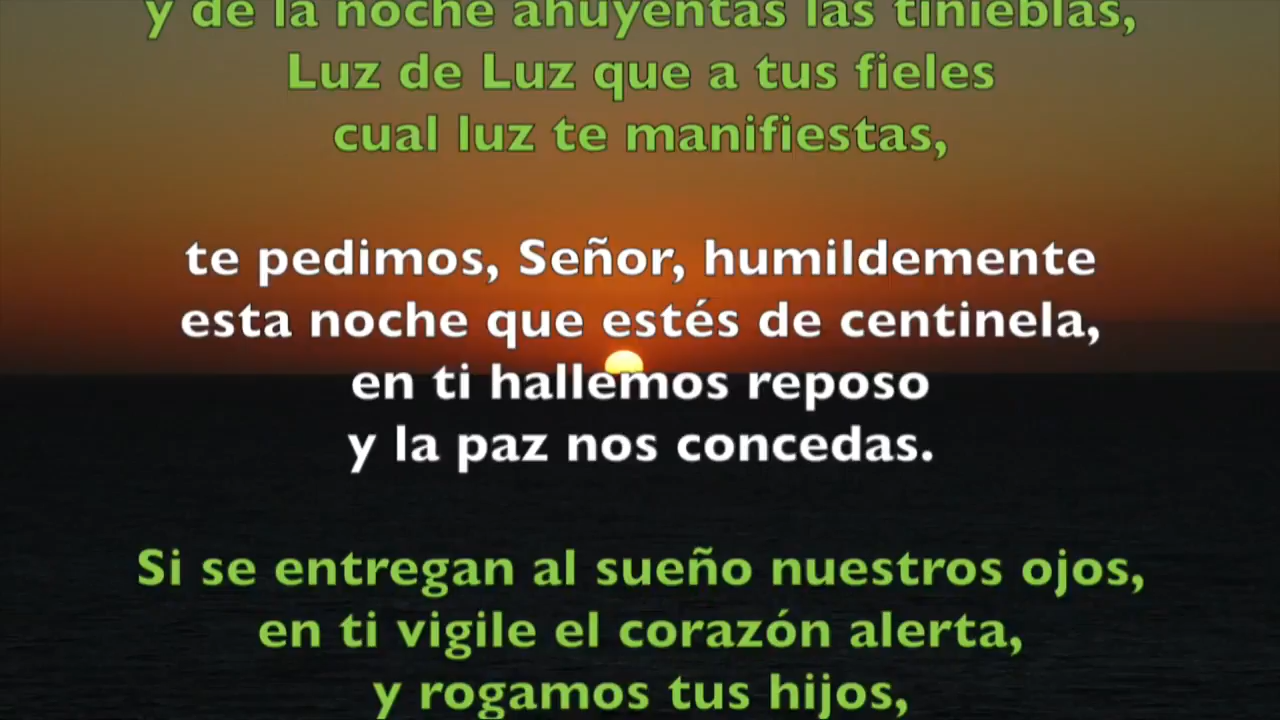 y de la noche ahuyentas las tinieblas,
Luz de Luz que a tus fieles
cual luz te manifiestas,
te pedimos, Señor, humildemente
esta noche que estés de centinela,
en ti hallemos reposo
y la paz nos concedas.
Si se entregan al sueño nuestros ojos,
en ti vigile el corazón alerta,
y rogamos tus hijos,